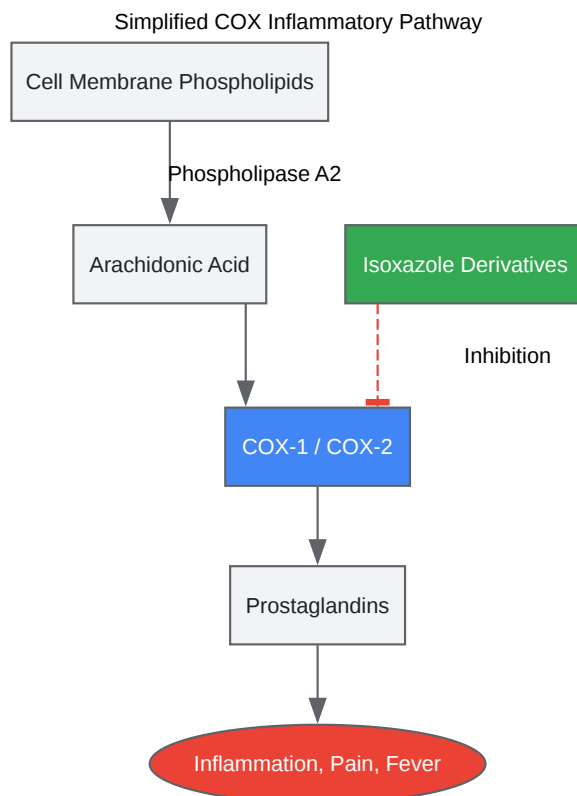 Simplified COX Inflammatory Pathway
Cell Membrane Phospholipids
Phospholipase A2
Arachidonic Acid
Isoxazole Derivatives
Inhibition
COX-1 / COX-2
Prostaglandins
Inflammation, Pain, Fever